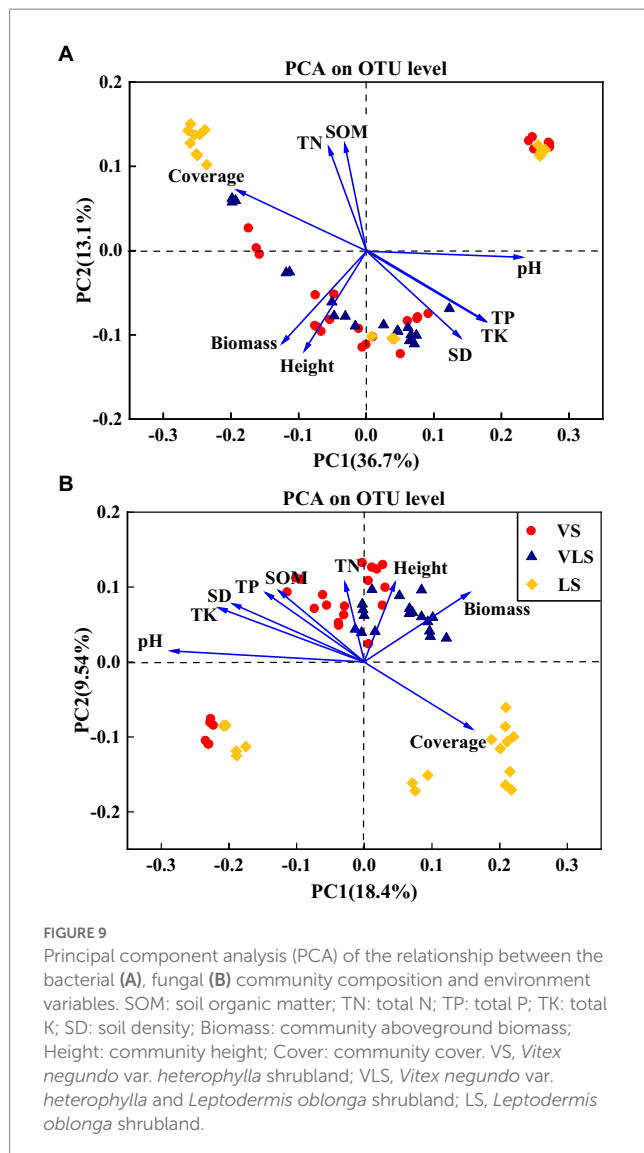 A
PCA on OTU level
0.2
0.1
0.0
-0.1
-0.2
PC2(13.1%)
TN
SOM
Coverage
pH
TP
TK
SD
Biomass
Height
-0.3
-0.2
-0.1
0.0
0.1
0.2
0.3
PC1(36.7%)
B
PCA on OTU level
0.2
0.1
0.0
-0.1
-0.2
PC2(9.54%)
VS
VLS
LS
TN
Height
SOM
TP
SD
TK
Biomass
pH
Coverage
-0.3
-0.2
-0.1
0.0
0.1
0.2
0.3
PC1(18.4%)
FIGURE 9
Principal component analysis (PCA) of the relationship between the
bacterial (A), fungal (B) community composition and environment
variables. SOM: soil organic matter; TN: total N; TP: total P; TK: total
K; SD: soil density; Biomass: community aboveground biomass;
Height: community height; Cover: community cover. VS, Vitex
negundo var. heterophylla shrubland; VLS, Vitex negundo var.
heterophylla and Leptodermis oblonga shrubland; LS, Leptodermis
oblonga shrubland.